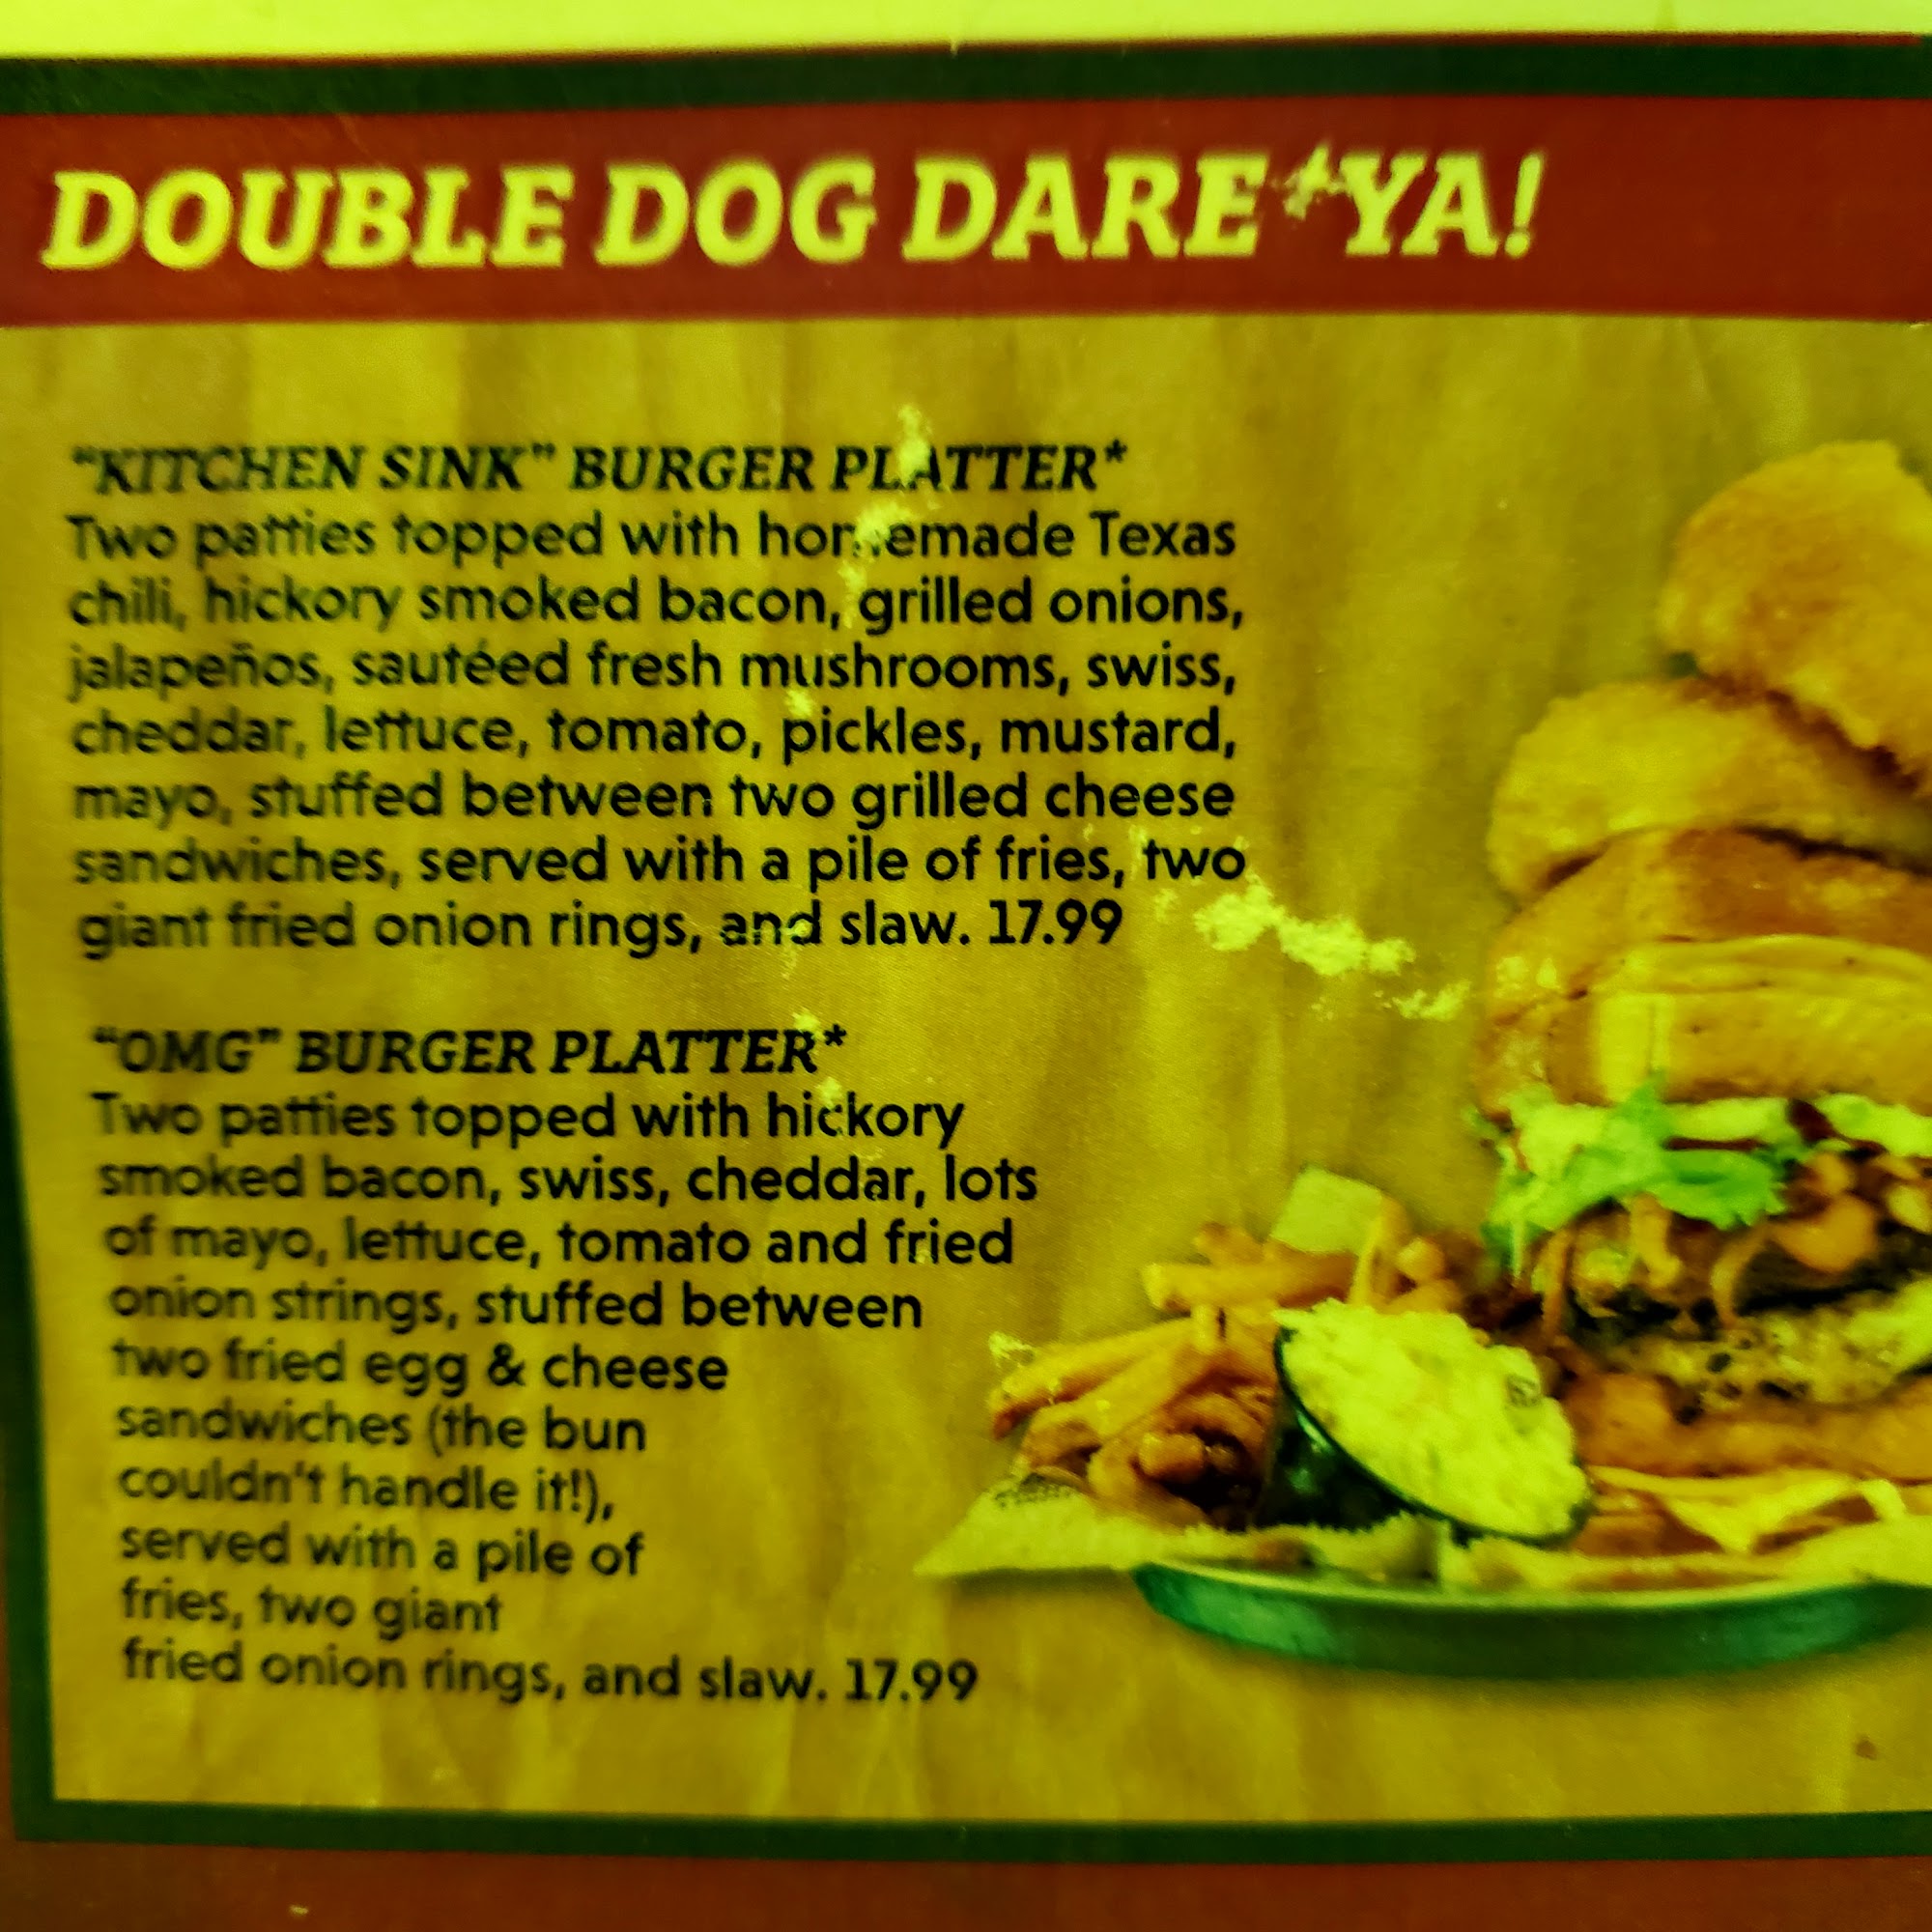 DOUBLE DOG DARE YA!
“KITCHEN SINK” BURGER PLATTER*
Two patties topped with homemade Texas
chili, hickory smoked bacon, grilled onions,
jalapeños, sautéed fresh mushrooms, swiss,
cheddar, lettuce, tomato, pickles, mustard,
mayo, stuffed between two grilled cheese
sandwiches, served with a pile of fries, two
giant fried onion rings, and slaw. 17.99
“OMG” BURGER PLATTER*
Two patties topped with hickory
smoked bacon, swiss, cheddar, lots
of mayo, lettuce, tomato and fried
onion strings, stuffed between
two fried egg & cheese
sandwiches (the bun
couldn't handle it!),
served with a pile of
fries, two giant
fried onion rings, and slaw. 17.99